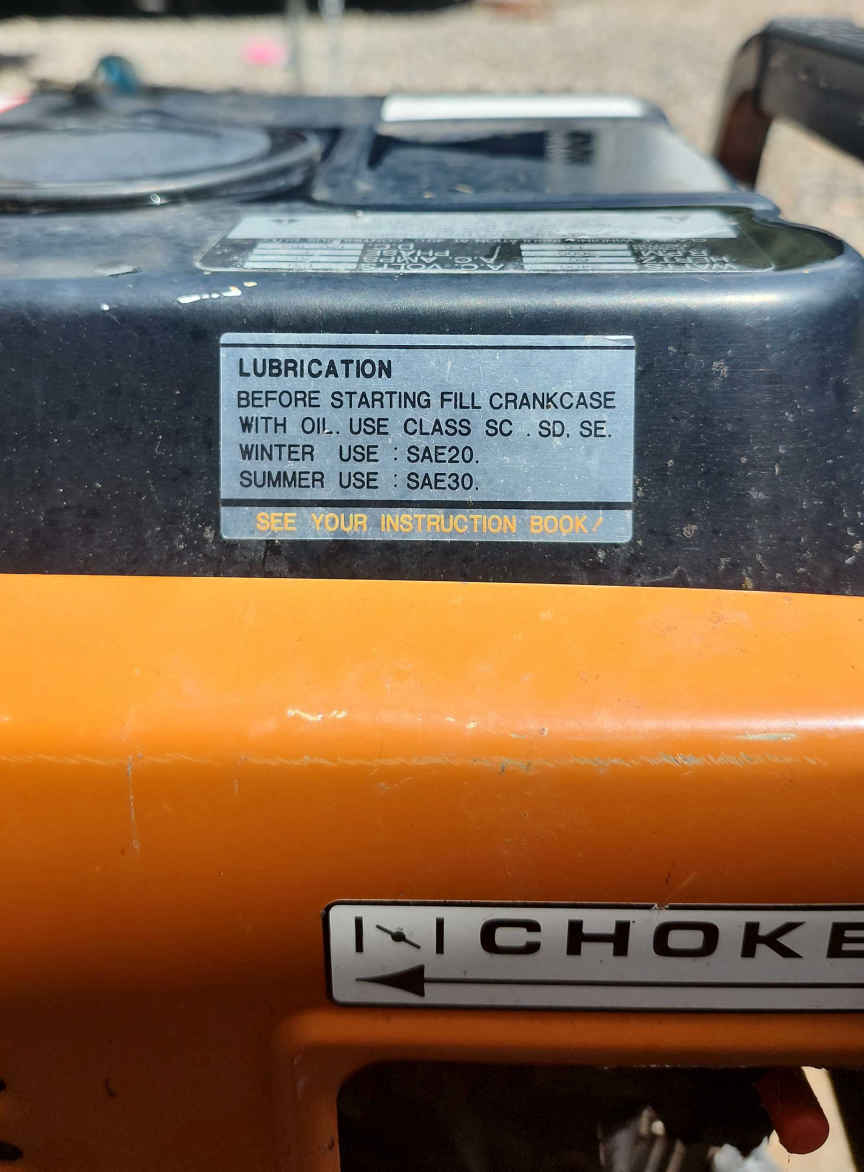 LUBRICATION
BEFORE STARTING FILL CRANKCASE
WITH OIL. USE CLASS SC . SD. SE.
WINTER USE : SAE20.
SUMMER USE : SAE30.
SEE YOUR INSTRUCTION BOOK!
CHOKE